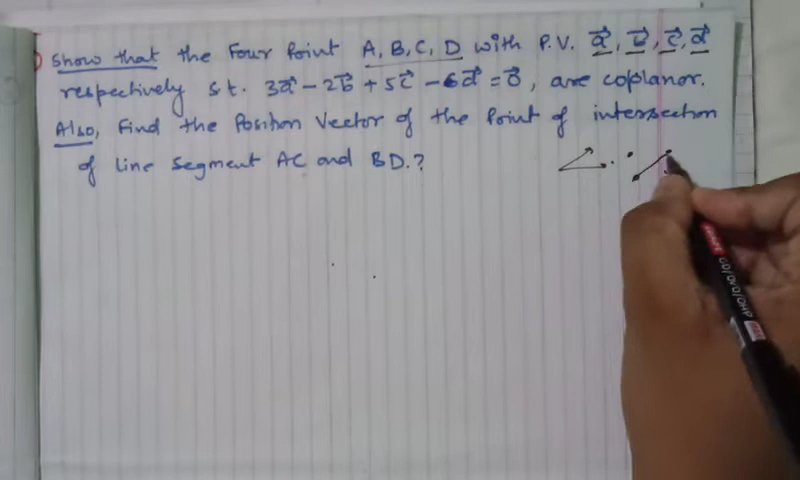 Show that the Four Point A, B, C, D with P.V. a⃗, b⃗, c⃗, d⃗
respectively s.t. 3a⃗ - 2b⃗ + 5c⃗ - 6d⃗ = 0⃗, are coplanar.
Also, Find the Position Vector of the Point of intersection
of line segment AC and BD.?